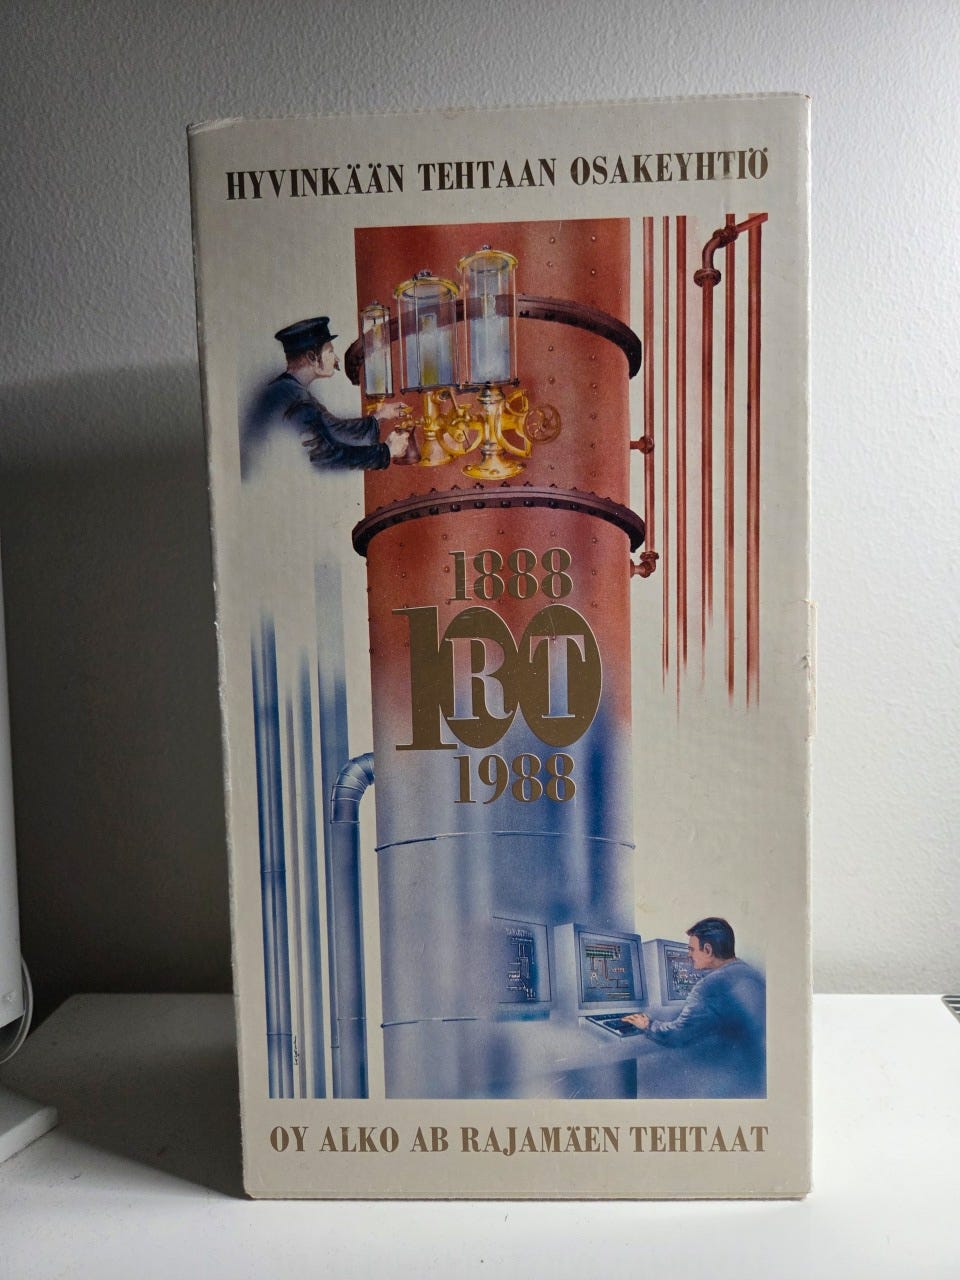 HYVINKÄÄN TEHTAAN OSAKEYHTIÖ
1888
100
RT
1988
OY ALKO AB RAJAMÄEN TEHTAAT